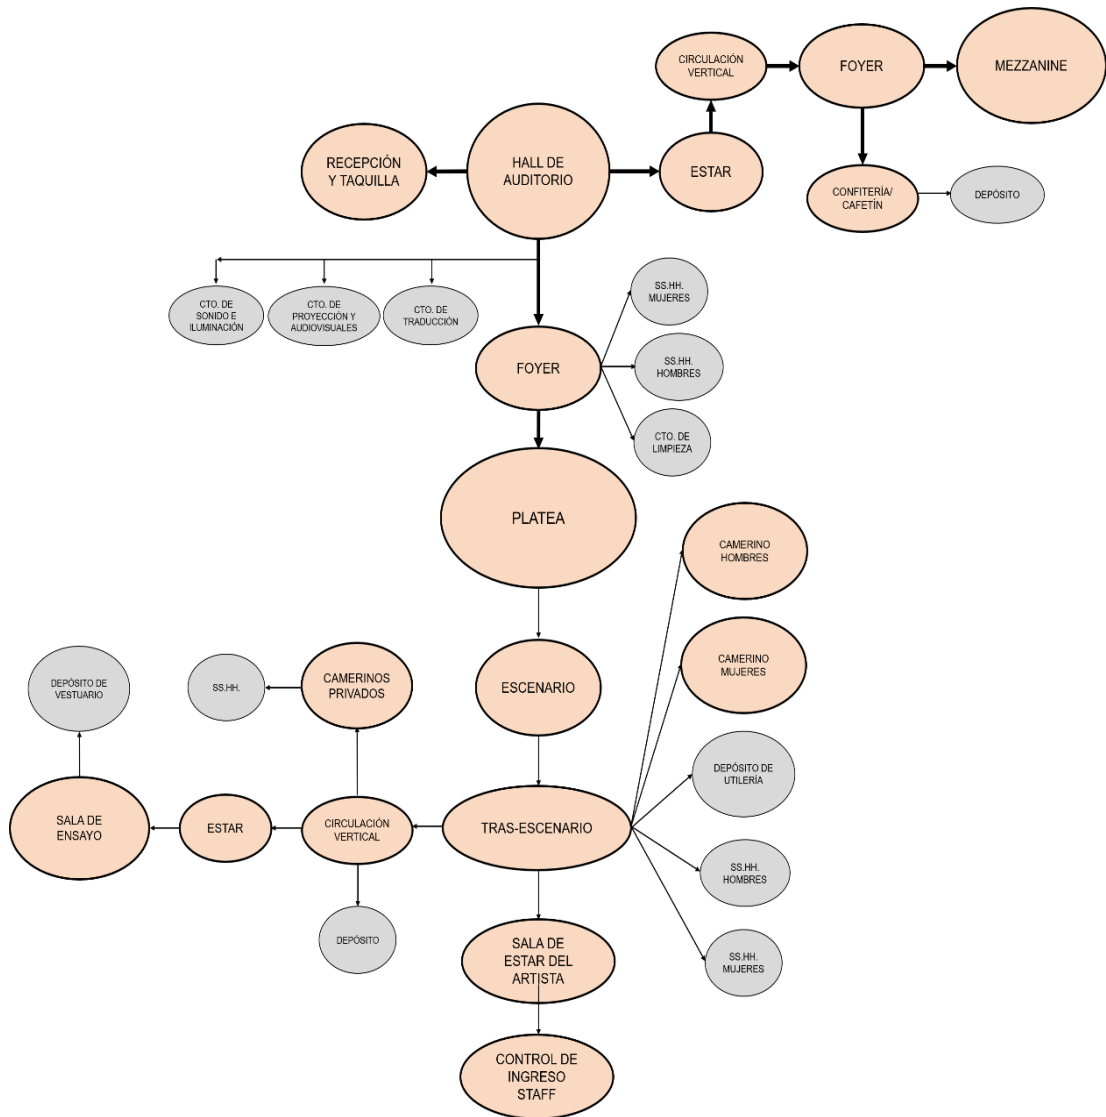 CIRCULACIÓN
VERTICAL
FOYER
MEZZANINE
RECEPCIÓN
Y TAQUILLA
HALL DE
AUDITORIO
ESTAR
CONFITERÍA/
CAFETÍN
DEPÓSITO
CTO. DE
SONIDO E
ILUMINACIÓN
CTO. DE
PROYECCIÓN Y
AUDIOVISUALES
CTO. DE
TRADUCCIÓN
SS.HH.
MUJERES
FOYER
SS.HH.
HOMBRES
CTO. DE
LIMPIEZA
PLATEA
CAMERINO
HOMBRES
CAMERINO
MUJERES
DEPÓSITO DE
VESTUARIO
SS.HH.
CAMERINOS
PRIVADOS
ESCENARIO
DEPÓSITO DE
UTILERÍA
SALA DE
ENSAYO
ESTAR
CIRCULACIÓN
VERTICAL
TRAS-ESCENARIO
SS.HH.
HOMBRES
DEPÓSITO
SALA DE
ESTAR DEL
ARTISTA
SS.HH.
MUJERES
CONTROL DE
INGRESO
STAFF